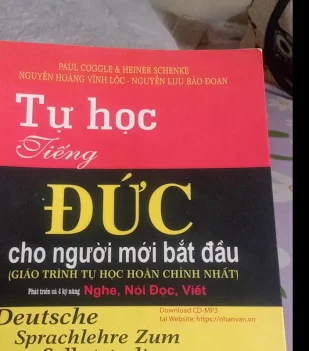 PAUL COGGLE & HEINER SCHENKE
NGUYỄN HOÀNG VĨNH LỘC - NGUYỄN LƯU BẢO ĐOAN
Tự học
Tiếng
ĐỨC
cho người mới bắt đầu
(GIÁO TRÌNH TỰ HỌC HOÀN CHỈNH NHẤT)
Phát triển cả 4 kỹ năng Nghe, Nói Đọc, Viết
Download CD-MP3
tại Website: https://nhanvan.vn
Deutsche
Sprachlehre Zum